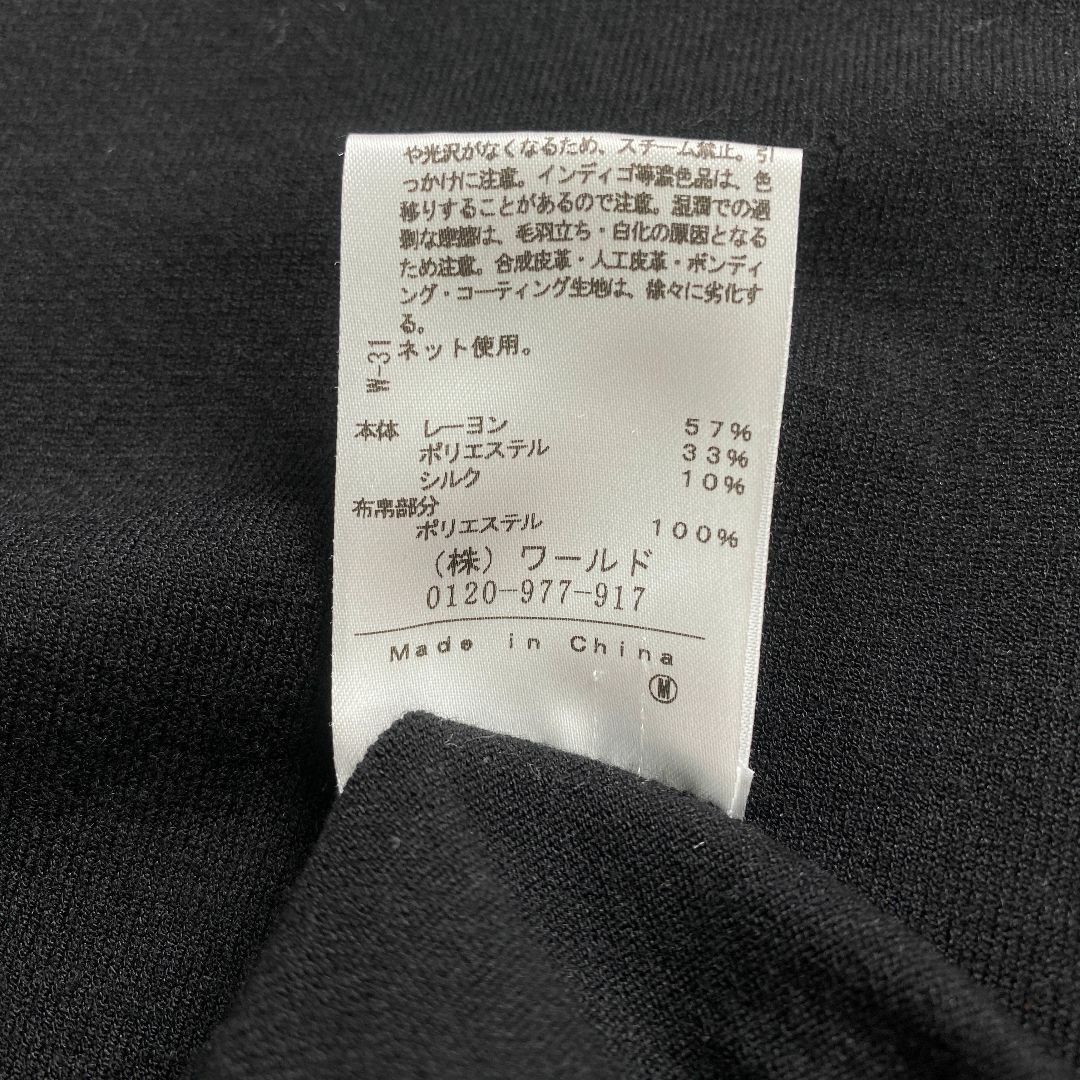 や光沢がなくなるため、スチーム禁止。引
っかけに注意。インディゴ等濃色品は、色
移りすることがあるので注意。湿潤での過
剰な摩擦は、毛羽立ち・白化の原因となる
ため注意。合成皮革・人工皮革・ボンディ
ング・コーティング生地は、徐々に劣化す
る。
ネット使用。
W-31
本体 レーヨン 57%
ポリエステル 33%
シルク 10%
布帛部分
ポリエステル 100%
(株) ワールド
0120-977-917
Made in China
M